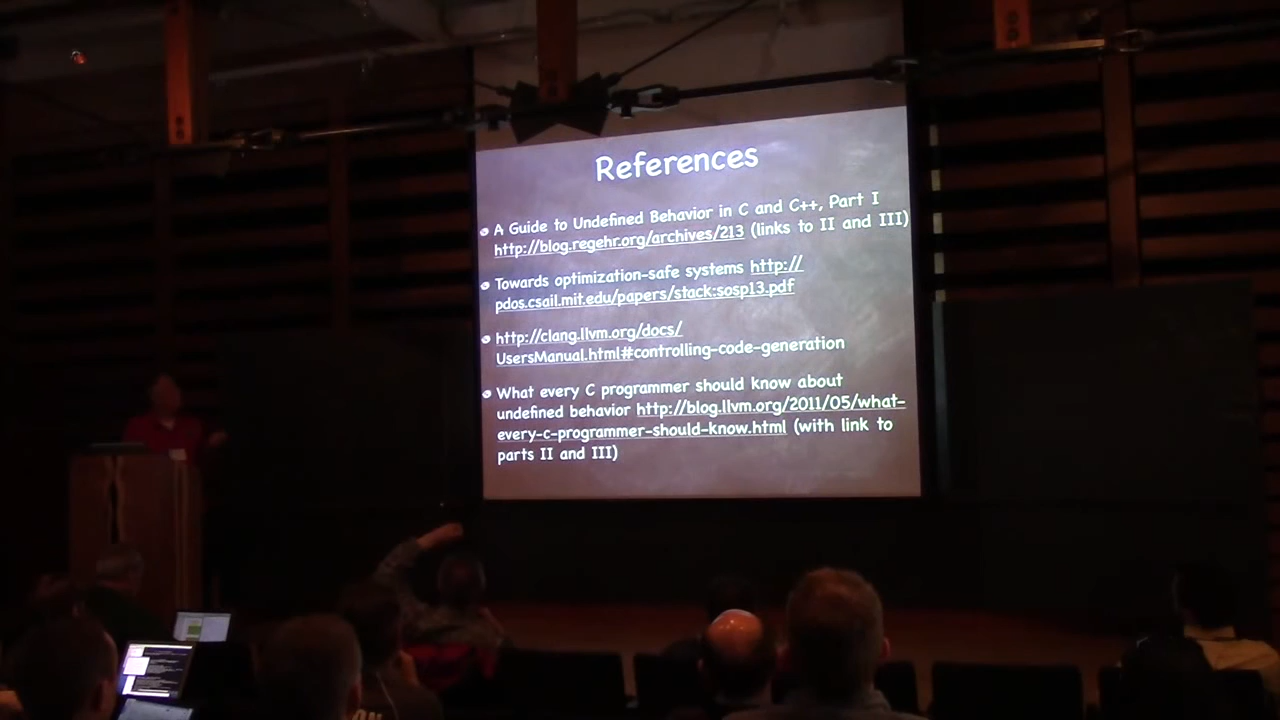 References
A Guide to Undefined Behavior in C and C++, Part I
http://blog.regehr.org/archives/213 (links to II and III)
Towards optimization-safe systems http://
pdos.csail.mit.edu/papers/stack:sosp13.pdf
http://clang.llvm.org/docs/
UsersManual.html#controlling-code-generation
What every C programmer should know about
undefined behavior http://blog.llvm.org/2011/05/what-
every-c-programmer-should-know.html (with link to
parts II and III)